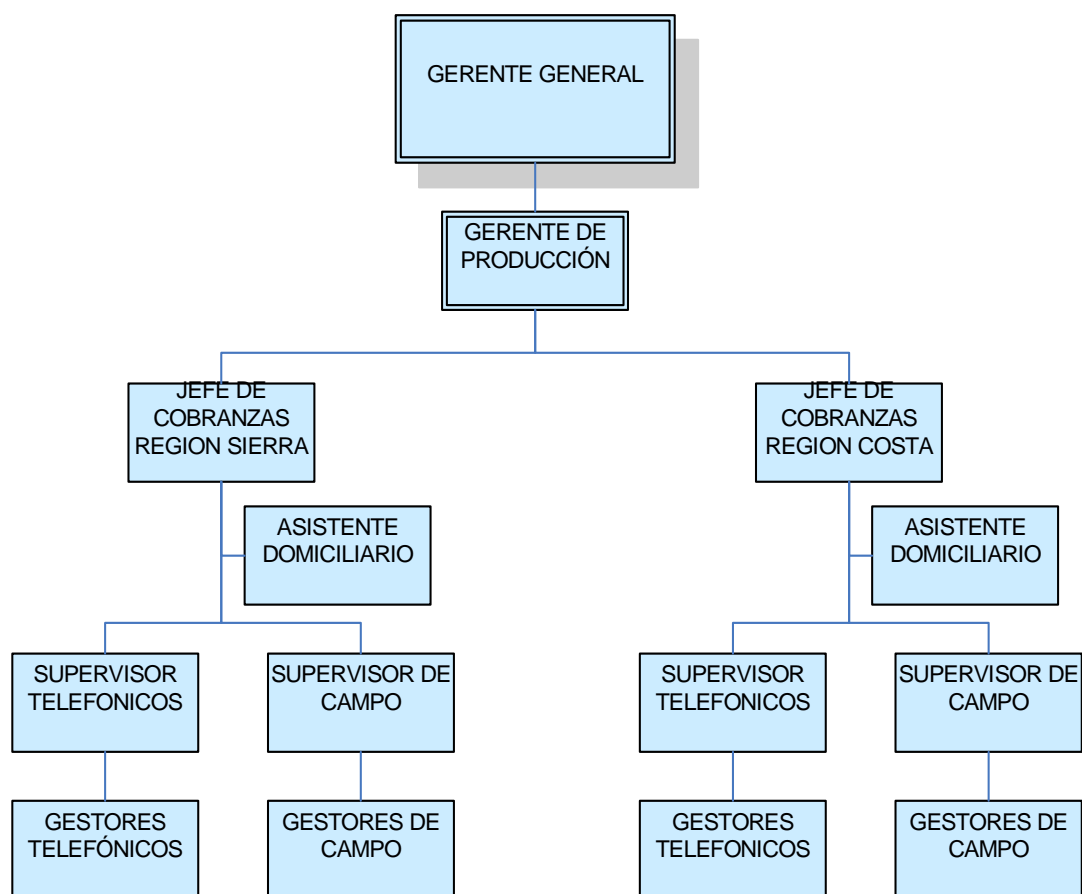 GERENTE GENERAL
GERENTE DE
PRODUCCIÓN
JEFE DE
COBRANZAS
REGION SIERRA
JEFE DE
COBRANZAS
REGION COSTA
ASISTENTE
DOMICILIARIO
ASISTENTE
DOMICILIARIO
SUPERVISOR
TELEFONICOS
SUPERVISOR DE
CAMPO
SUPERVISOR
TELEFONICOS
SUPERVISOR DE
CAMPO
GESTORES
TELEFÓNICOS
GESTORES DE
CAMPO
GESTORES
TELEFONICOS
GESTORES DE
CAMPO